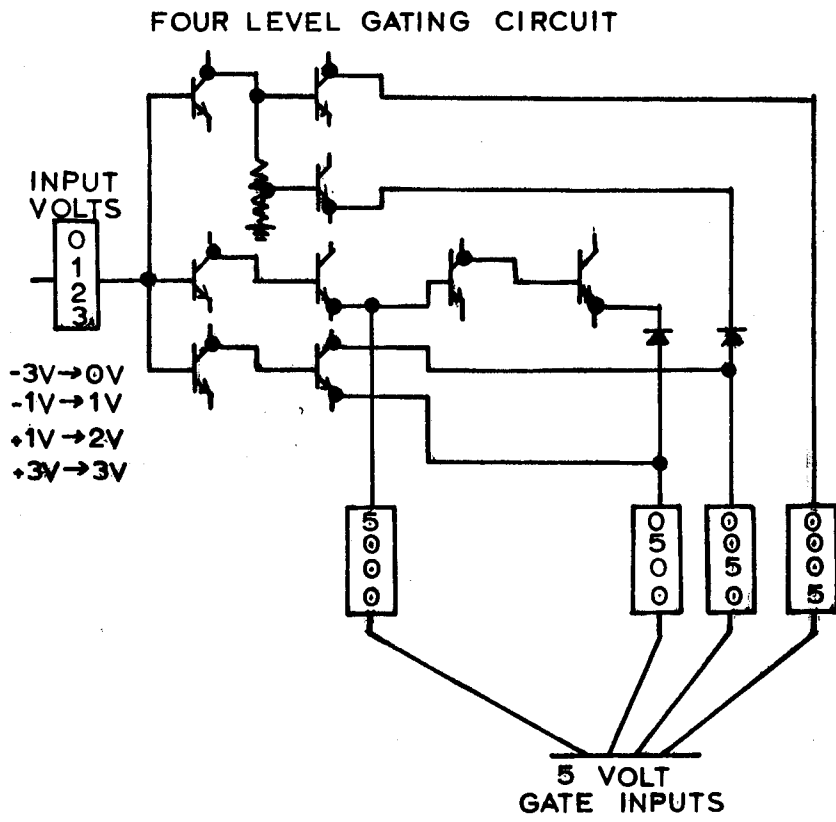 FOUR LEVEL GATING CIRCUIT
INPUT
VOLTS
0
1
2
3
-3V→0V
-1V→1V
+1V→2V
+3V→3V
5
0
0
0
0
5
0
0
0
0
5
0
0
0
0
5
5 VOLT
GATE INPUTS